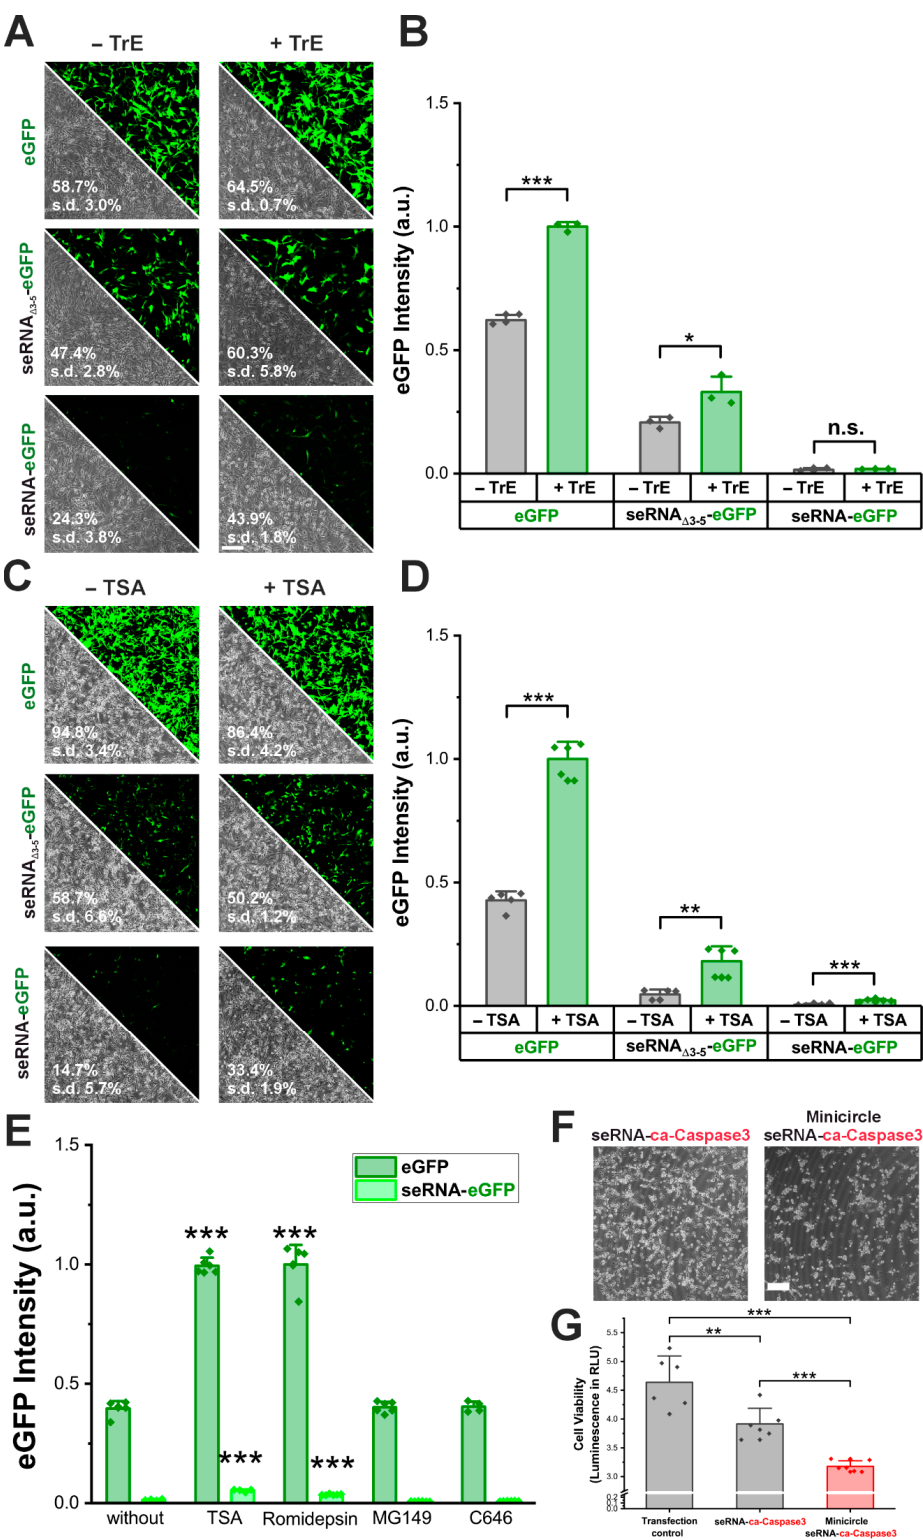 A
– TrE
+ TrE
eGFP
58.7%
s.d. 3.0%
64.5%
s.d. 0.7%
seRNAΔ3-5-eGFP
47.4%
s.d. 2.8%
60.3%
s.d. 5.8%
seRNA-eGFP
24.3%
s.d. 3.8%
43.9%
s.d. 1.8%
B
eGFP Intensity (a.u.)
1.5
1.0
0.5
0.0
***
*
n.s.
– TrE
+ TrE
– TrE
+ TrE
– TrE
+ TrE
eGFP
seRNAΔ3-5-eGFP
seRNA-eGFP
C
– TSA
+ TSA
eGFP
94.8%
s.d. 3.4%
86.4%
s.d. 4.2%
seRNAΔ3-5-eGFP
58.7%
s.d. 6.6%
50.2%
s.d. 1.2%
seRNA-eGFP
14.7%
s.d. 5.7%
33.4%
s.d. 1.9%
D
eGFP Intensity (a.u.)
1.5
1.0
0.5
0.0
***
**
***
– TSA
+ TSA
– TSA
+ TSA
– TSA
+ TSA
eGFP
seRNAΔ3-5-eGFP
seRNA-eGFP
E
eGFP Intensity (a.u.)
1.5
1.0
0.5
0.0
eGFP
seRNA-eGFP
***
***
***
***
without
TSA
Romidepsin
MG149
C646
F
seRNA-ca-Caspase3
Minicircle
seRNA-ca-Caspase3
G
Cell Viability
(Luminescence in RLU)
5.5
5.0
4.5
4.0
3.5
3.0
0.2
0.1
0.0
***
**
***
Transfection
control
seRNA-ca-Caspase3
Minicircle
seRNA-ca-Caspase3